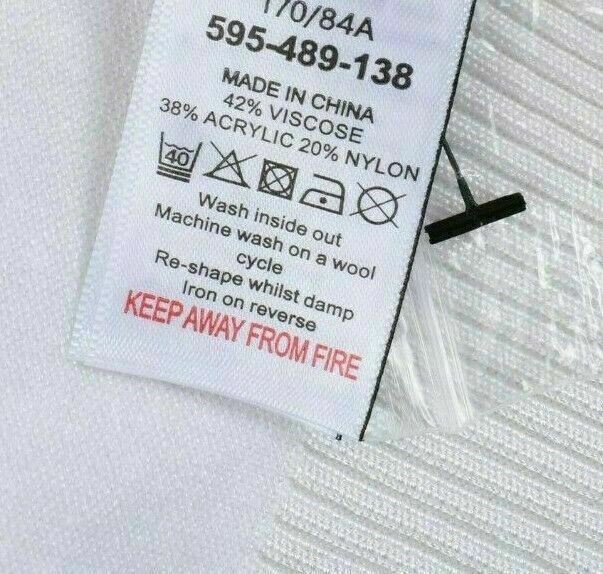 170/84A
595-489-138
MADE IN CHINA
42% VISCOSE
38% ACRYLIC 20% NYLON
40
Wash inside out
Machine wash on a wool
cycle
Re-shape whilst damp
Iron on reverse
KEEP AWAY FROM FIRE